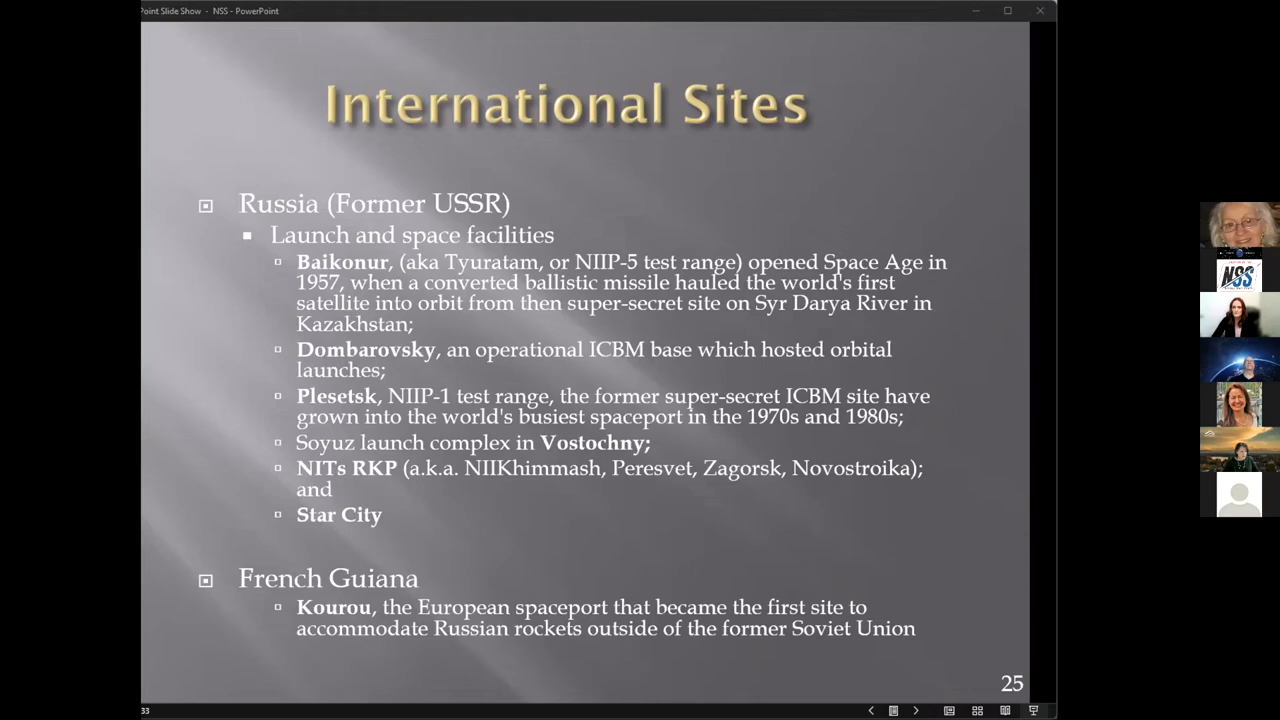 Point Slide Show - NSS - PowerPoint
International Sites
Russia (Former USSR)
Launch and space facilities
Baikonur, (aka Tyuratam, or NIIP-5 test range) opened Space Age in
1957, when a converted ballistic missile hauled the world's first
satellite into orbit from then super-secret site on Syr Darya River in
Kazakhstan;
Dombarovsky, an operational ICBM base which hosted orbital
launches;
Plesetsk, NIIP-1 test range, the former super-secret ICBM site have
grown into the world's busiest spaceport in the 1970s and 1980s;
Soyuz launch complex in Vostochny;
NITs RKP (a.k.a. NIIKhimmash, Peresvet, Zagorsk, Novostroika);
and
Star City
French Guiana
Kourou, the European spaceport that became the first site to
accommodate Russian rockets outside of the former Soviet Union
25
33
NSS